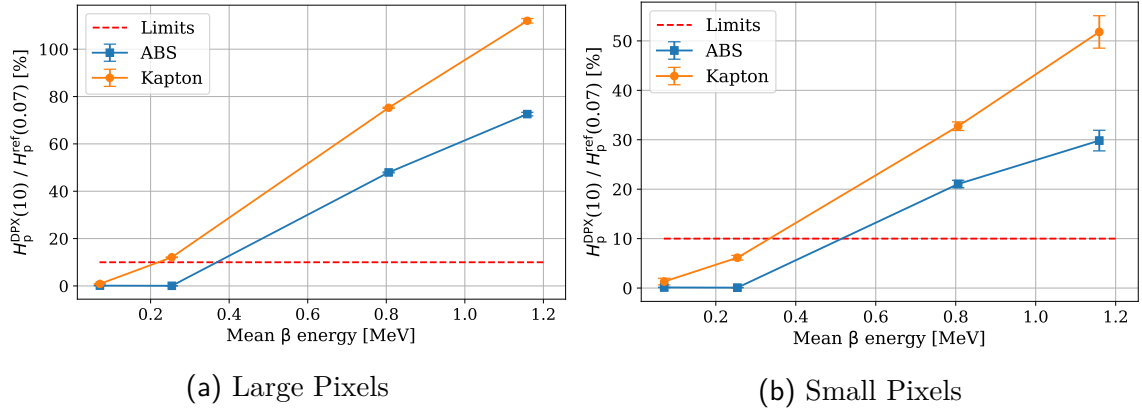 H_p^DPX(10) / H_p^ref(0.07) [%]
100
80
60
40
20
0
Limits
ABS
Kapton
0.2 0.4 0.6 0.8 1.0 1.2
Mean β energy [MeV]
(a) Large Pixels
H_p^DPX(10) / H_p^ref(0.07) [%]
50
40
30
20
10
0
Limits
ABS
Kapton
0.2 0.4 0.6 0.8 1.0 1.2
Mean β energy [MeV]
(b) Small Pixels